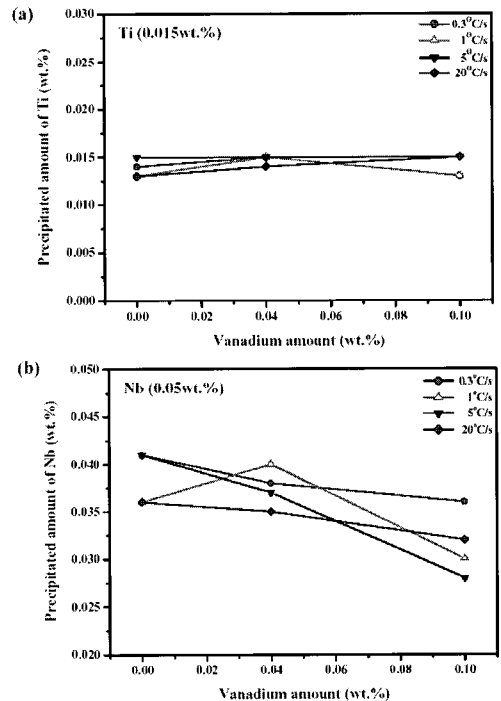 (a)
Ti (0.015wt.%)
0.3°C/s
1°C/s
5°C/s
20°C/s
Precipitated amount of Ti (wt.%)
0.030
0.025
0.020
0.015
0.010
0.005
0.000
0.00 0.02 0.04 0.06 0.08 0.10
Vanadium amount (wt.%)
(b)
Nb (0.05wt.%)
0.3°C/s
1°C/s
5°C/s
20°C/s
Precipitated amount of Nb (wt.%)
0.050
0.045
0.040
0.035
0.030
0.025
0.020
0.00 0.02 0.04 0.06 0.08 0.10
Vanadium amount (wt.%)